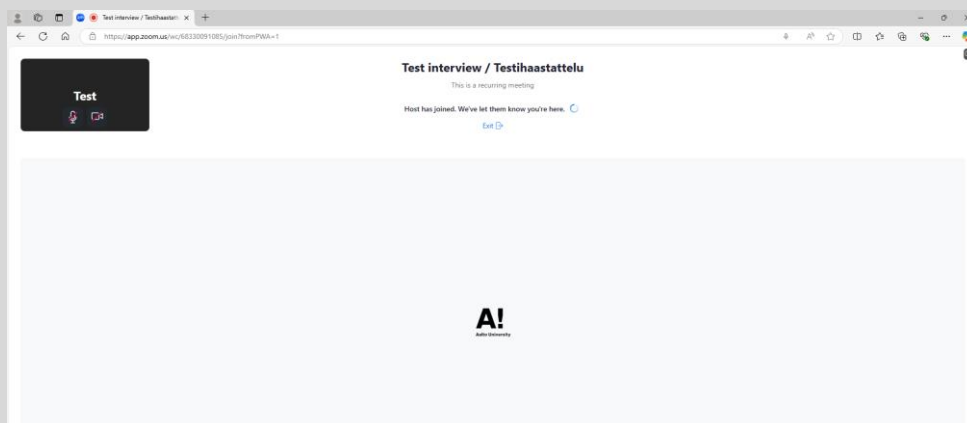 Test interview / Testihaastatt
https://app.zoom.us/wc/68330091085/join?fromPWA=1
Test
Test interview / Testihaastattelu
This is a recurring meeting
Host has joined. We've let them know you're here.
Exit
A!
Aalto University